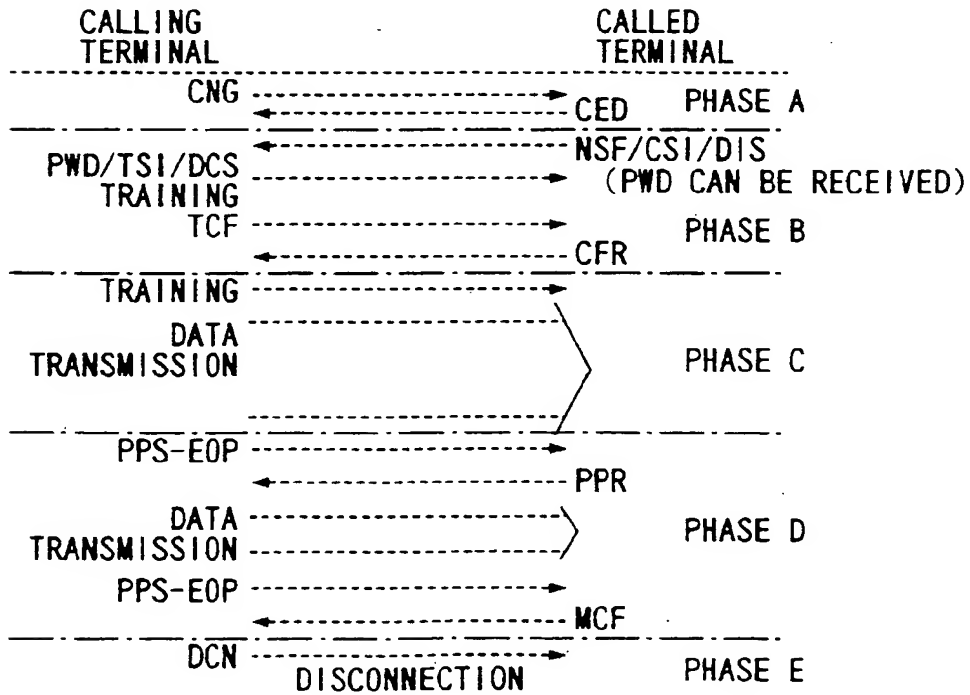 CALLING TERMINAL
CALLED TERMINAL
CNG
CED
PHASE A
NSF/CSI/DIS
(PWD CAN BE RECEIVED)
PWD/TSI/DCS
TRAINING
TCF
PHASE B
CFR
TRAINING
DATA
TRANSMISSION
PHASE C
PPS-EOP
PPR
DATA
TRANSMISSION
PHASE D
PPS-EOP
MCF
DCN
DISCONNECTION
PHASE E